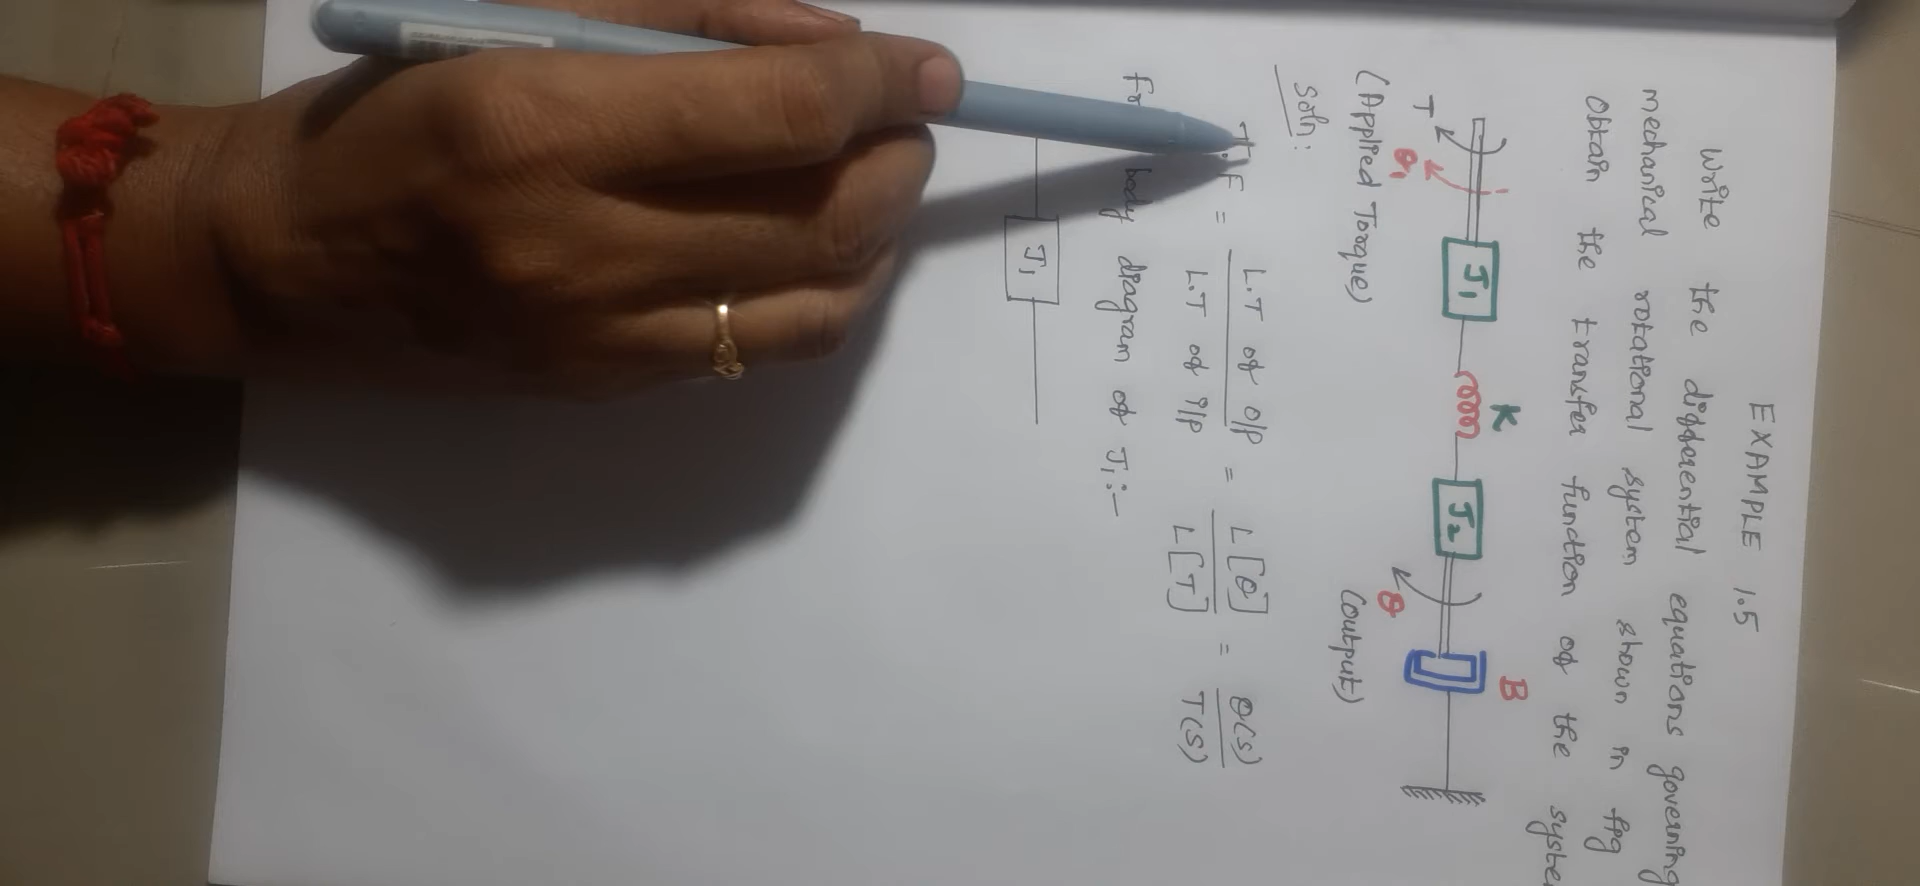 EXAMPLE 1.5
Write the differential equations governing
mechanical rotational system shown in fig
Obtain the transfer function of the system
K
B
J1
J2
T
θ1
θ
(Applied Torque)
(output)
Soln:
T.F = L.T of O/P / L.T of I/P = L[θ] / L[T] = θ(s) / T(s)
body diagram of J1:-
J1